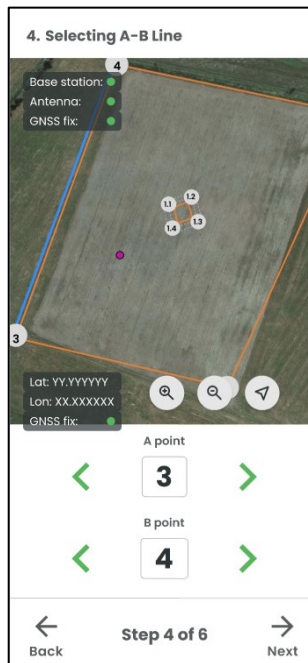 4. Selecting A-B Line
4
Base station:
Antenna:
GNSS fix:
1.1
1.2
1.3
1.4
3
Lat: YY.YYYYYY
Lon: XX.XXXXXX
GNSS fix:
A point
3
B point
4
Back
Step 4 of 6
Next